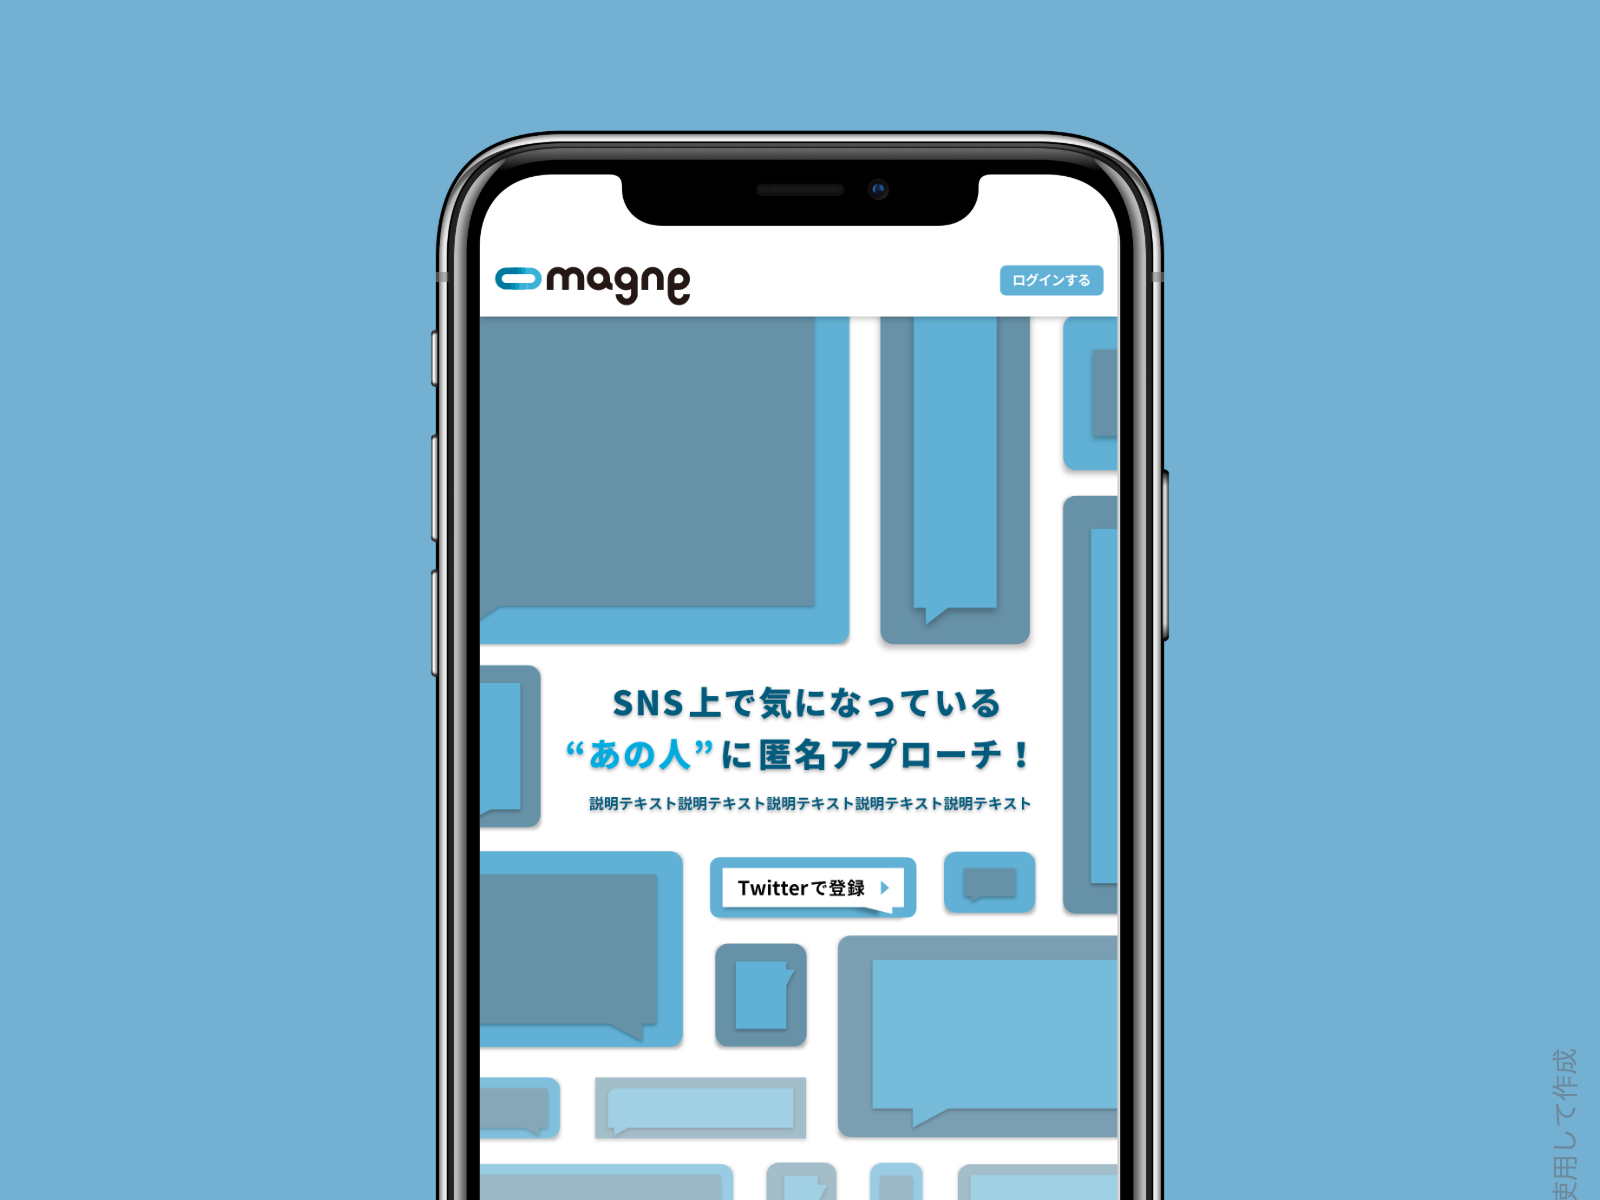 magne
ログインする
SNS上で気になっている
“あの人”に匿名アプローチ！
説明テキスト説明テキスト説明テキスト説明テキスト説明テキスト
Twitterで登録
使用して作成